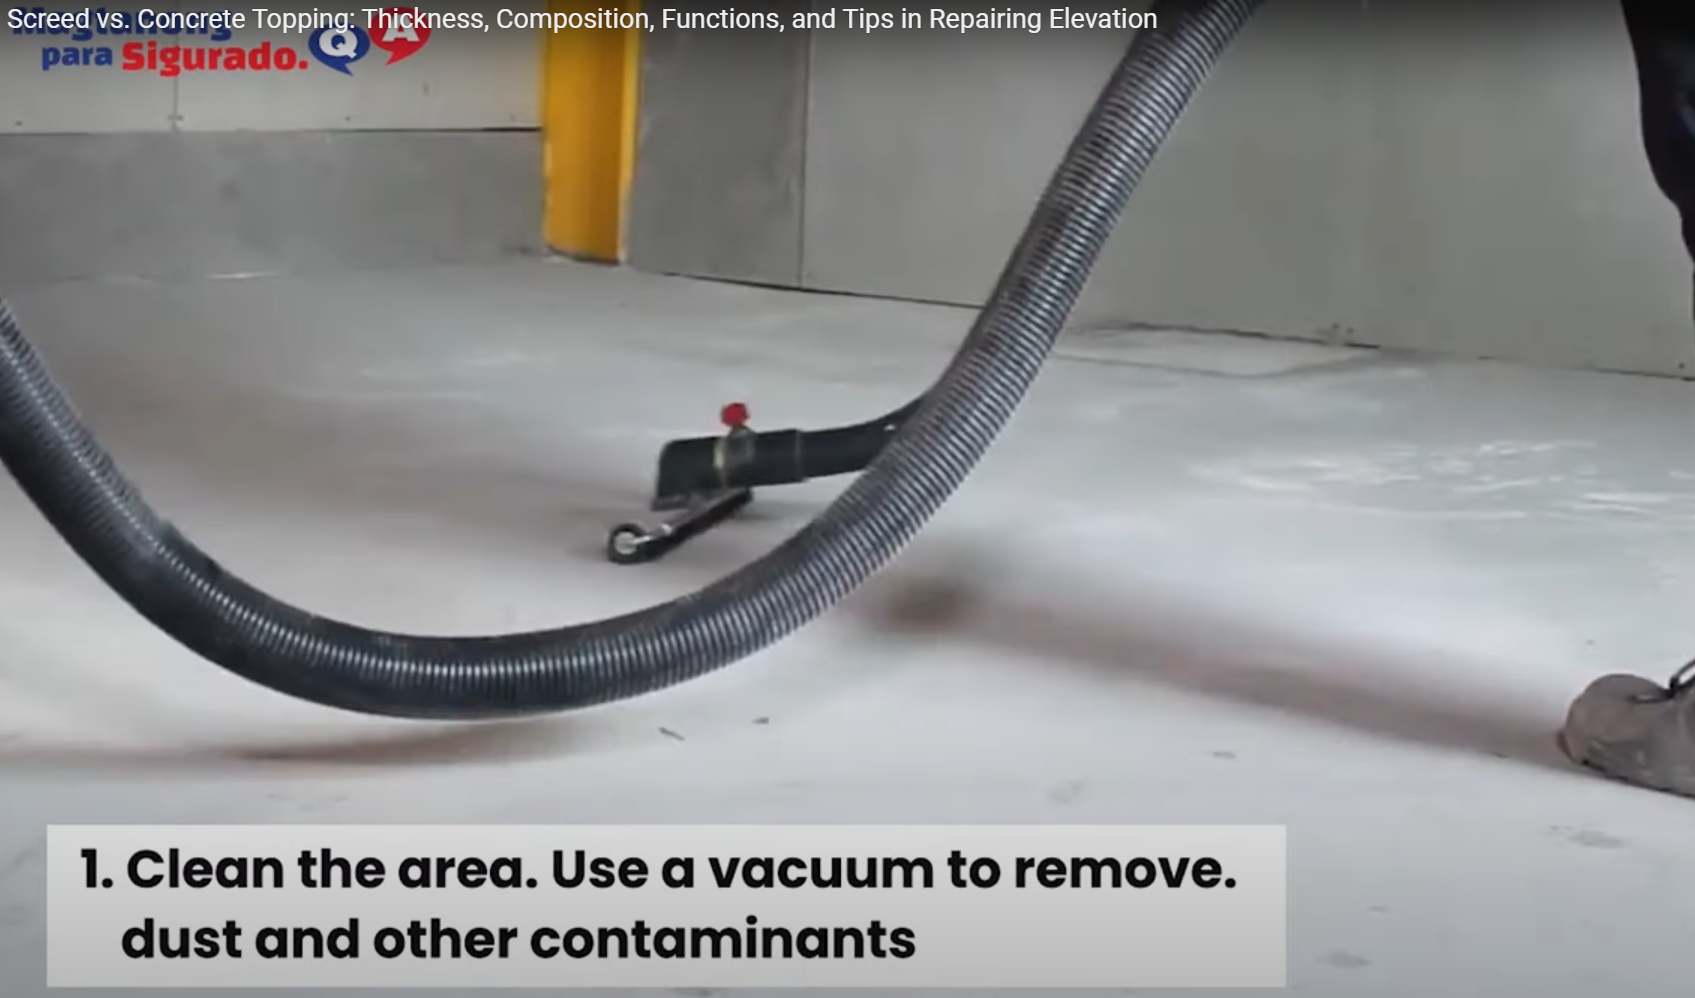 Screed vs. Concrete Topping: Thickness, Composition, Functions, and Tips in Repairing Elevation
Magtanong
para Sigurado.
Q A
1. Clean the area. Use a vacuum to remove.
dust and other contaminants